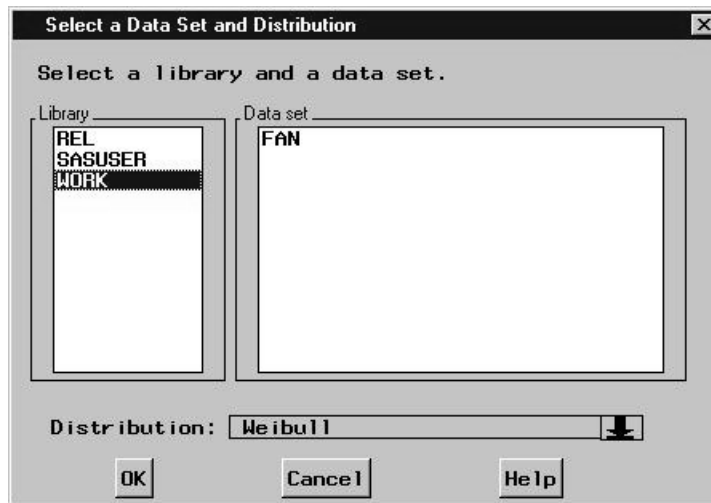 Select a Data Set and Distribution
Select a library and a data set.
Library
Data set
REL
SASUSER
WORK
FAN
Distribution: Weibull
OK Cancel Help